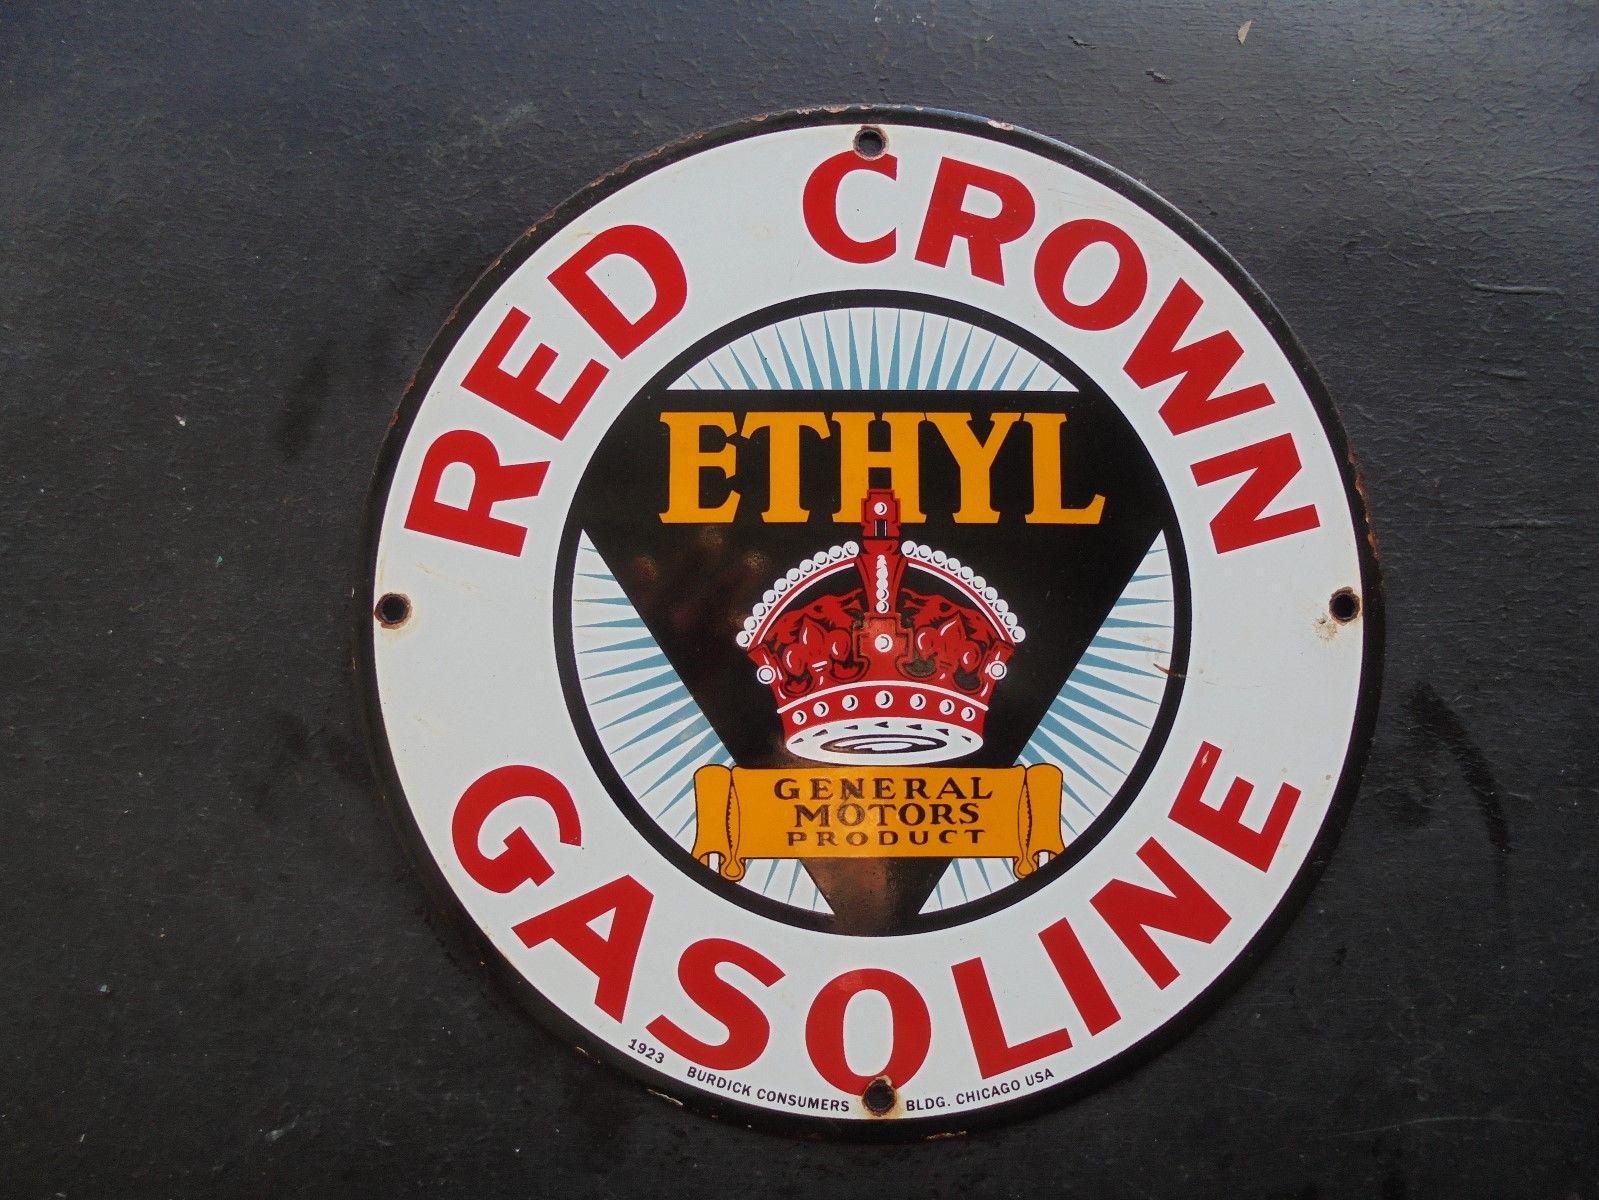 RED CROWN
ETHYL
GENERAL
MOTORS
PRODUCT
GASOLINE
1923 BURDICK CONSUMERS BLDG. CHICAGO USA